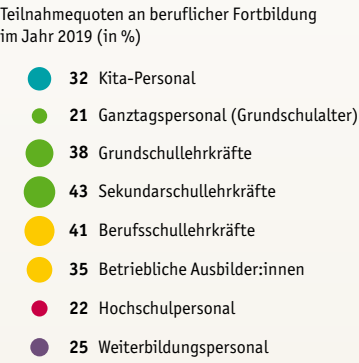 Teilnahmequoten an beruflicher Fortbildung
im Jahr 2019 (in %)
32 Kita-Personal
21 Ganztagspersonal (Grundschulalter)
38 Grundschullehrkräfte
43 Sekundarschullehrkräfte
41 Berufsschullehrkräfte
35 Betriebliche Ausbilder:innen
22 Hochschulpersonal
25 Weiterbildungspersonal